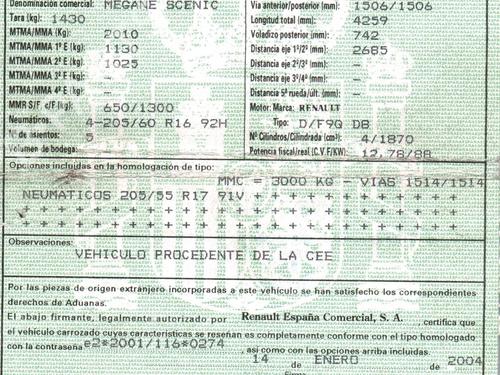 Denominación comercial: MEGANE SCENIC
Tara (kg): 1430
MTMA/MMA (Kg): 2010
MTMA/MMA 1º E (kg): 1130
MTMA/MMA 2º E (kg): 1025
MTMA/MMA 3º E (kg): –
MTMA/MMA 4º E (kg): –
MMR S/F c/F (kg): 650/1300
Neumáticos: 4-205/60 R16 92H
Nº de asientos: 5
Volumen de bodega:
Vía anterior/posterior (mm): 1506/1506
Longitud total (mm): 4259
Voladizo posterior (mm): 742
Distancia eje 1º/2º (mm): 2685
Distancia eje 2º/3º (mm): –
Distancia eje 3º/4º (mm): –
Distancia 5ª rueda/últ. (mm): –
Motor: Marca: RENAULT
Tipo: D/F9Q DB
Nº Cilindros/Cilindrada (cm³): 4/1870
Potencia fiscal/real (C.V.F/KW): 12,78/88
Opciones incluidas en la homologación de tipo:
MMC = 3000 KG - VIAS 1514/1514
NEUMATICOS 205/55 R17 91V + + + + + + + + + + + + +
+ + + + + + + + + + + + + + + + + + + + + + +
+ + + + + + + + + + + + + + + + + + + + + + +
Observaciones:
VEHICULO PROCEDENTE DE LA CEE
Por las piezas de origen extranjero incorporadas a este vehículo se han satisfecho los correspondientes
derechos de Aduanas.
El abajo firmante, legalmente autorizado por Renault España Comercial, S. A. , certifica que
el vehículo carrozado cuyas características se reseñan es completamente conforme con el tipo homologado
con la contraseña e2*2001/116*0274 , así como con las opciones arriba incluidas.
14 de ENERO de 2004